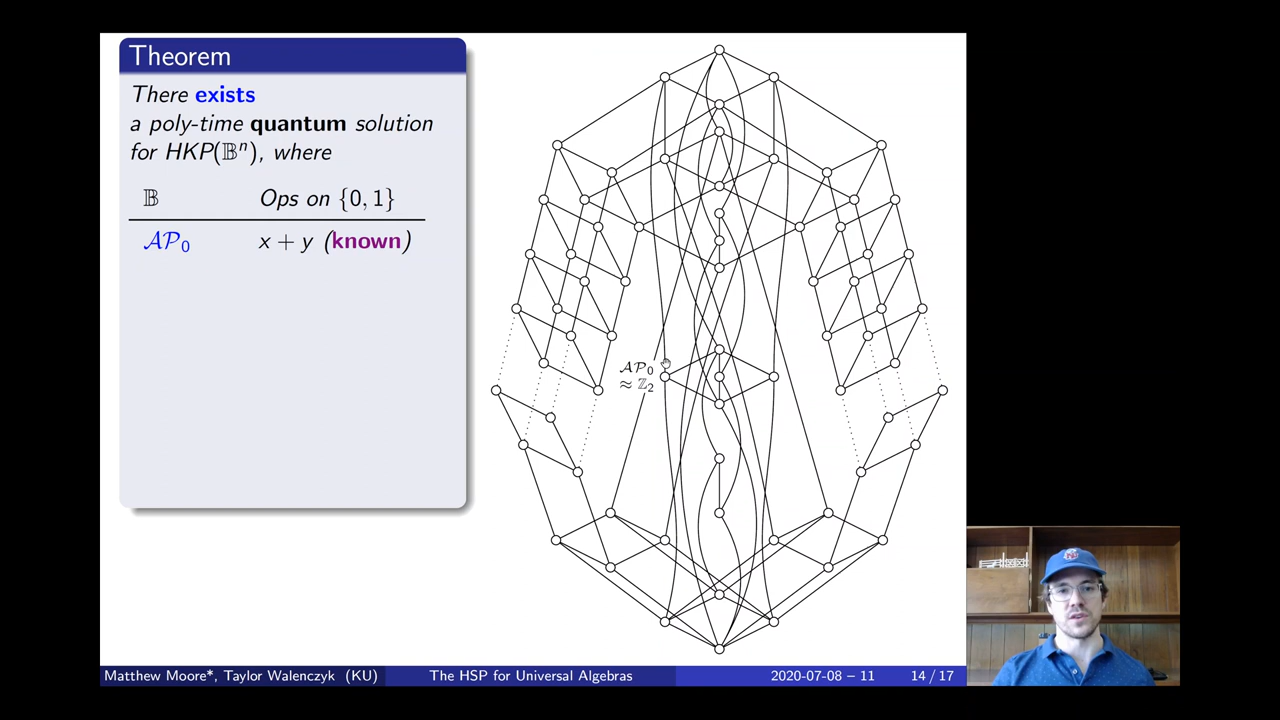 Theorem
There exists
a poly-time quantum solution
for HKP(𝔹ⁿ), where
𝔹 Ops on {0, 1}
𝒜𝒫₀ x + y (known)
𝒜𝒫₀
≈ ℤ₂
Matthew Moore*, Taylor Walenczyk (KU) The HSP for Universal Algebras 2020-07-08 – 11 14 / 17